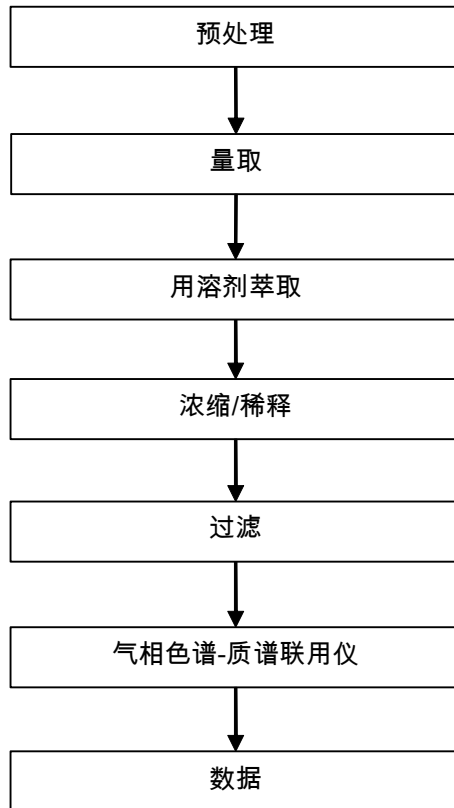 预处理
量取
用溶剂萃取
浓缩/稀释
过滤
气相色谱-质谱联用仪
数据